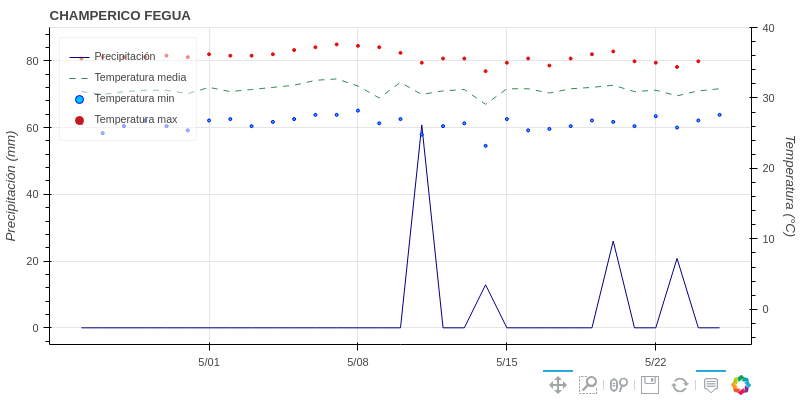 CHAMPERICO FEGUA
Precipitación
Temperatura media
Temperatura min
Temperatura max
Precipitación (mm)
80
60
40
20
0
40
30
20
10
0
Temperatura (°C)
5/01
5/08
5/15
5/22